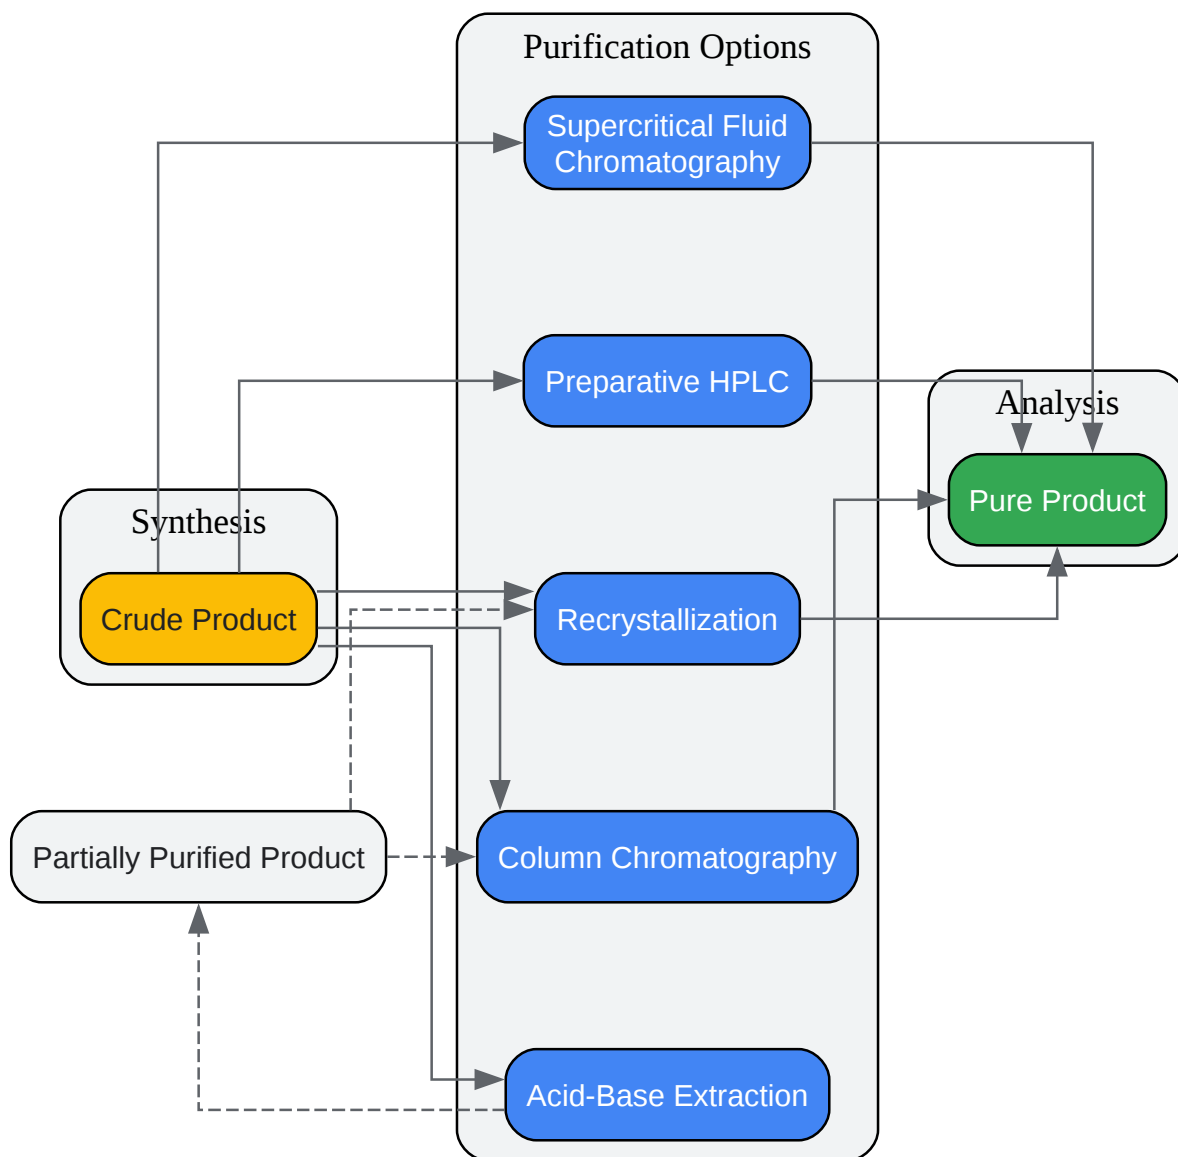 Purification Options
Supercritical Fluid
Chromatography
Preparative HPLC
Analysis
Pure Product
Synthesis
Crude Product
Recrystallization
Partially Purified Product
Column Chromatography
Acid-Base Extraction